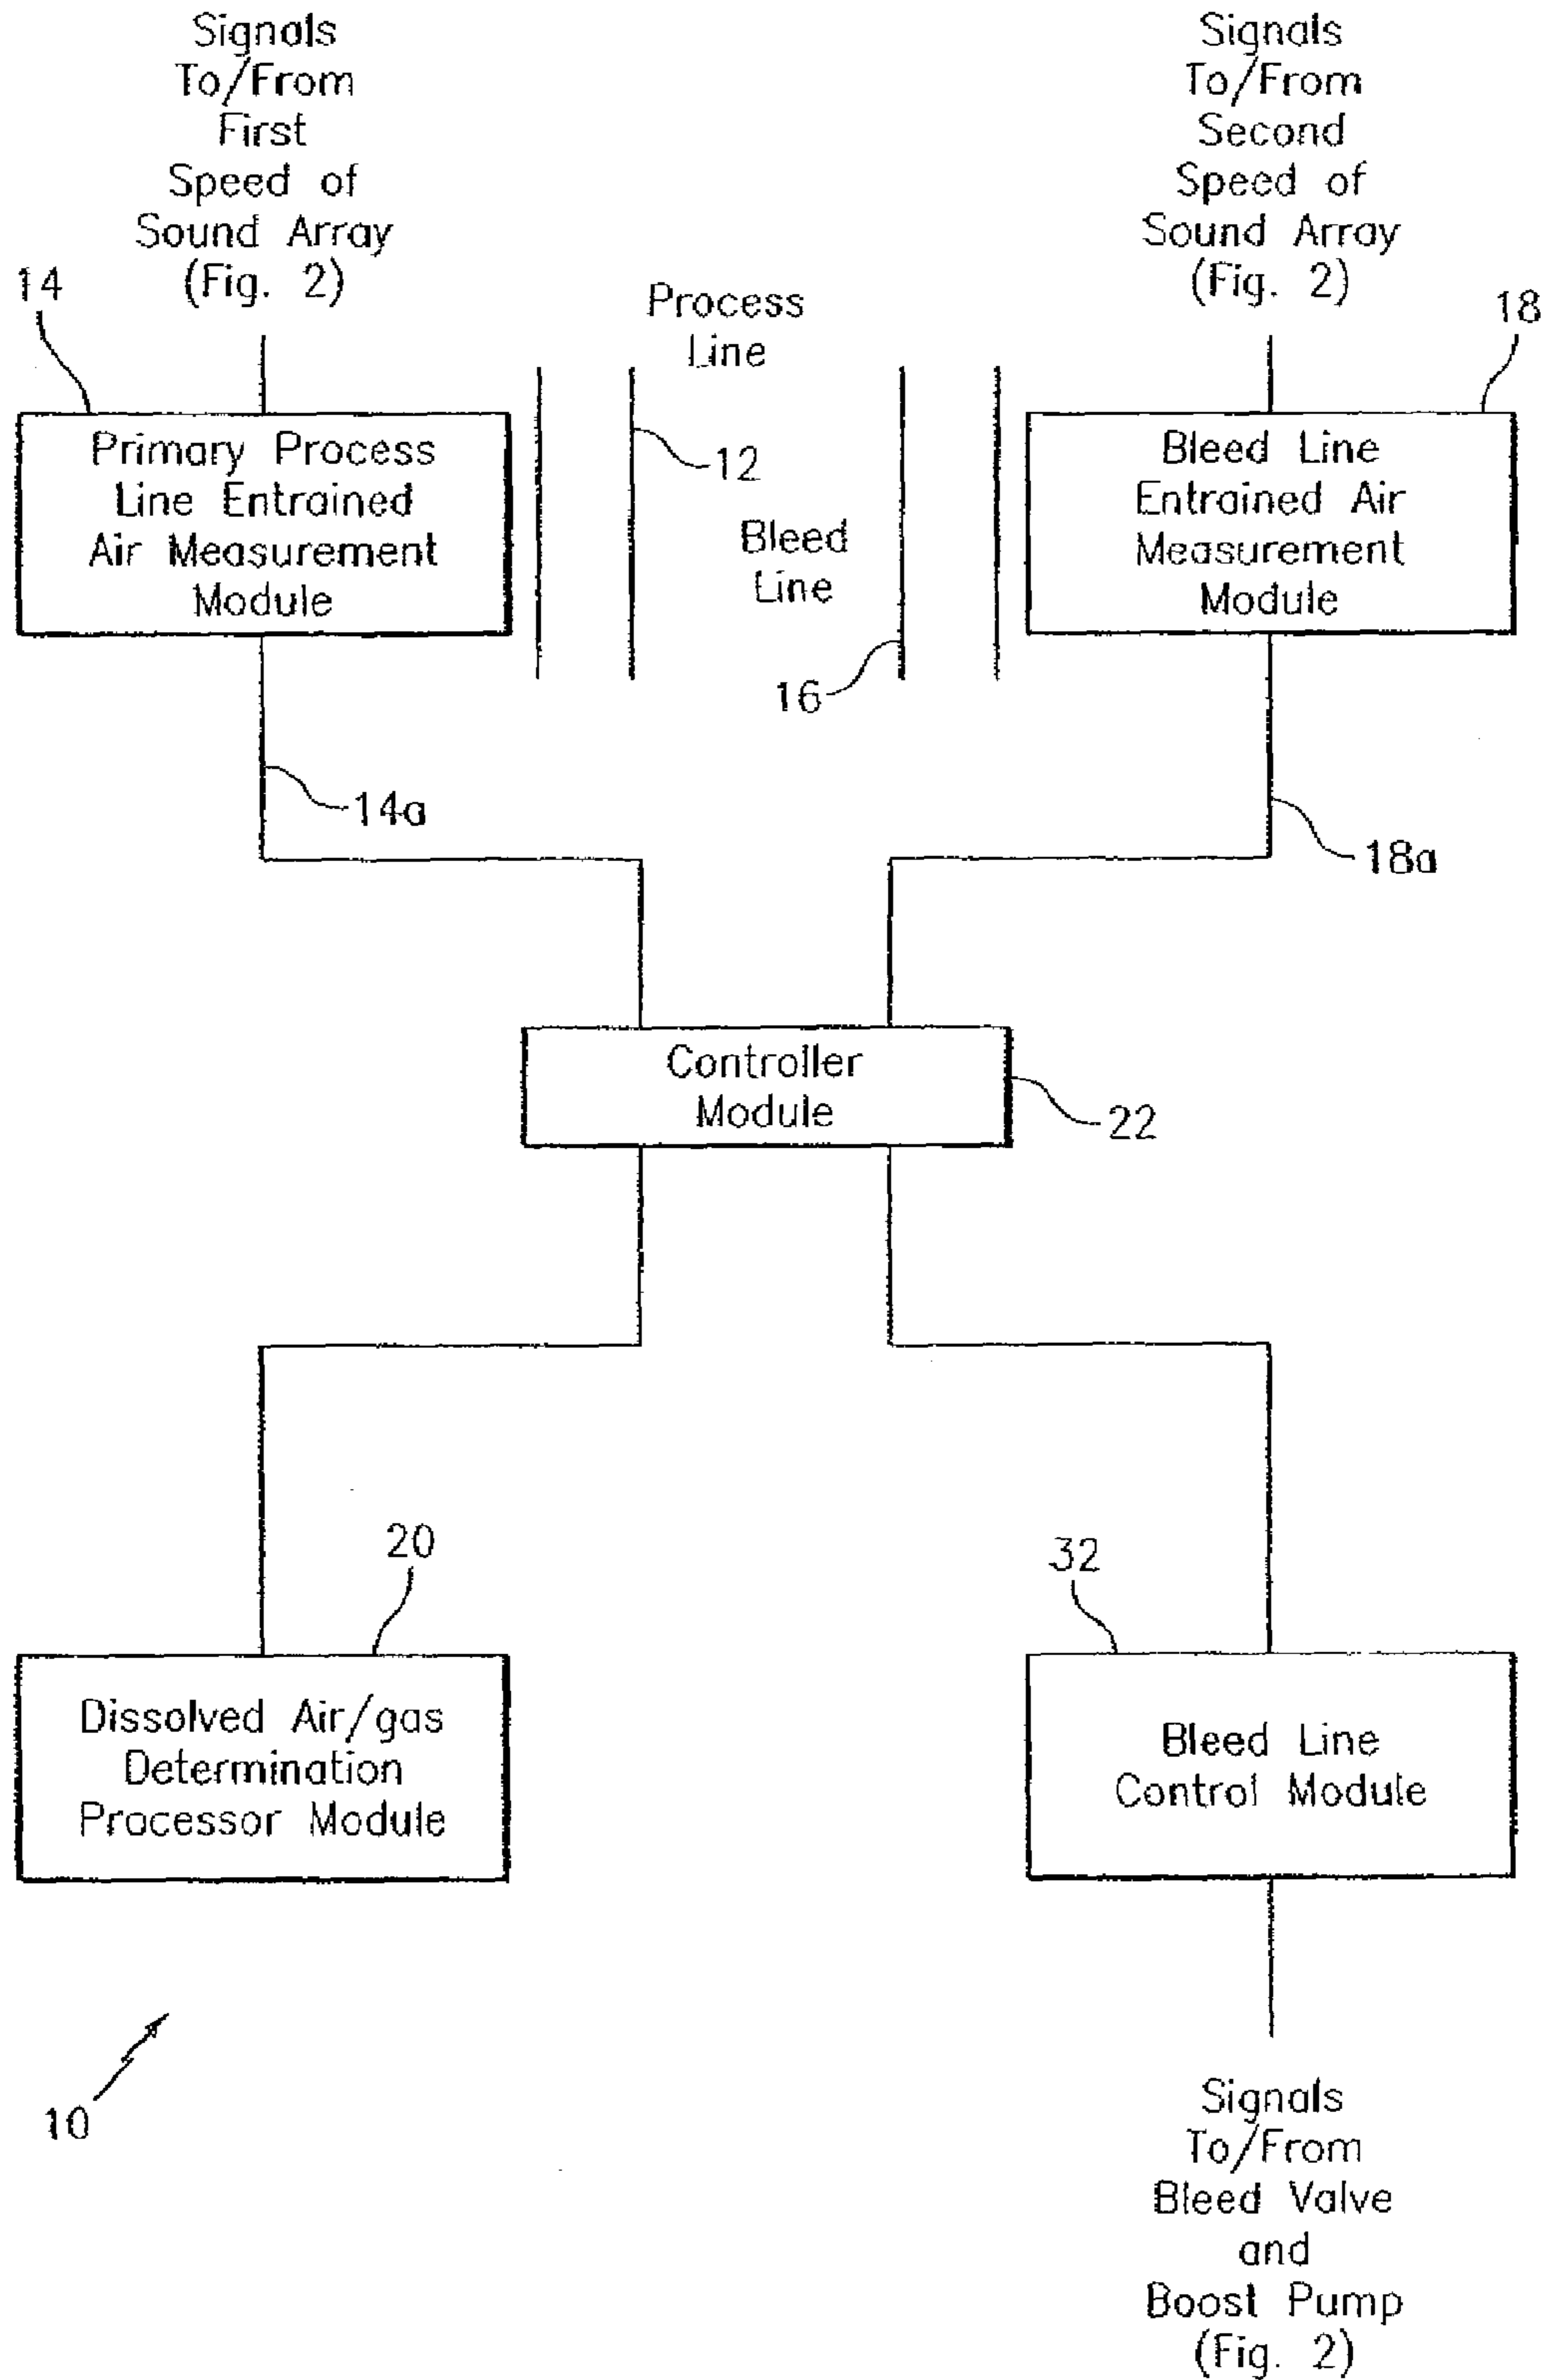 Signals
To/From
First
Speed of
Sound Array
(Fig. 2)
Signals
To/From
Second
Speed of
Sound Array
(Fig. 2)
14
Process
Line
18
Primary Process
Line Entrained
Air Measurement
Module
12
Bleed
Line
16
Bleed Line
Entrained Air
Measurement
Module
14a
18a
Controller
Module
22
20
32
Dissolved Air/gas
Determination
Processor Module
Bleed Line
Control Module
10
Signals
To/From
Bleed Valve
and
Boost Pump
(Fig. 2)